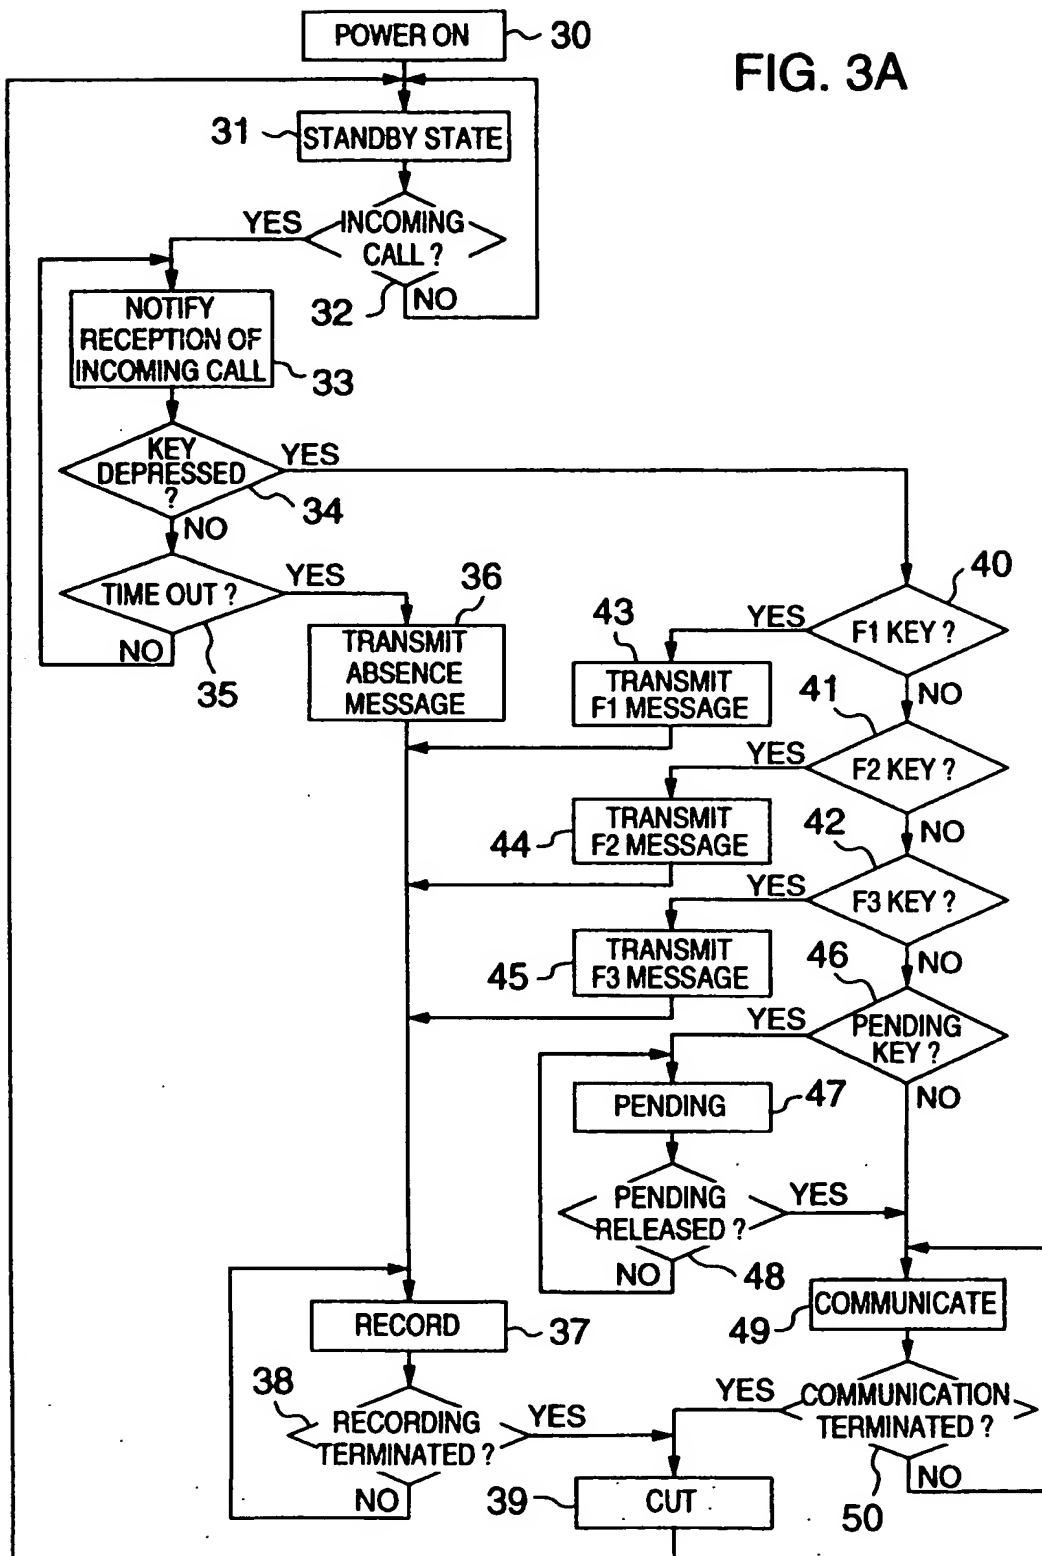 FIG. 3A
POWER ON
30
31
STANDBY STATE
INCOMING
CALL ?
YES
32
NO
NOTIFY
RECEPTION OF
INCOMING CALL
33
KEY
DEPRESSED
?
YES
34
NO
TIME OUT ?
YES
35
NO
36
TRANSMIT
ABSENCE
MESSAGE
40
F1 KEY ?
YES
NO
43
TRANSMIT
F1 MESSAGE
41
F2 KEY ?
YES
NO
44
TRANSMIT
F2 MESSAGE
42
F3 KEY ?
YES
NO
45
TRANSMIT
F3 MESSAGE
46
PENDING
KEY ?
YES
NO
PENDING
47
PENDING
RELEASED ?
YES
NO
48
COMMUNICATE
49
RECORD
37
38
RECORDING
TERMINATED ?
YES
NO
COMMUNICATION
TERMINATED ?
YES
NO
50
39
CUT